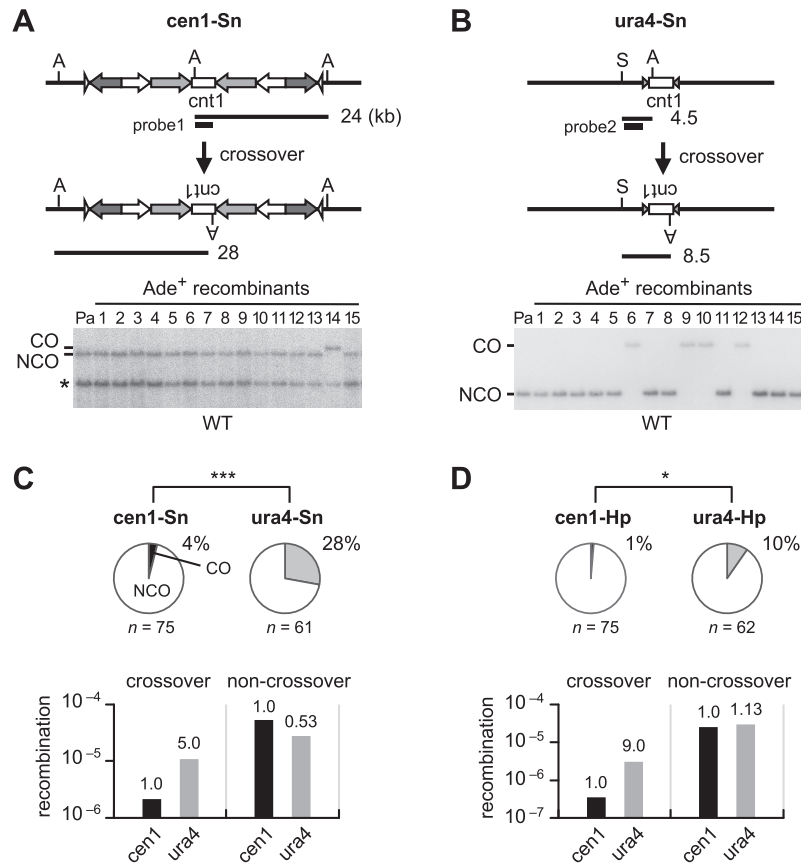 A
cen1-Sn
A
A
A
cnt1
24 (kb)
probe1
crossover
A
cnt1
A
A
28
Ade+ recombinants
Pa 1 2 3 4 5 6 7 8 9 10 11 12 13 14 15
CO
NCO
*
WT
B
ura4-Sn
S
A
cnt1
4.5
probe2
crossover
S
cnt1
A
8.5
Ade+ recombinants
Pa 1 2 3 4 5 6 7 8 9 10 11 12 13 14 15
CO
NCO
WT
C
***
cen1-Sn
ura4-Sn
4%
28%
CO
NCO
n = 75
n = 61
crossover
non-crossover
recombination
10-4
10-5
10-6
1.0
5.0
1.0
0.53
cen1
ura4
cen1
ura4
D
*
cen1-Hp
ura4-Hp
1%
10%
n = 75
n = 62
crossover
non-crossover
recombination
10-4
10-5
10-6
10-7
1.0
9.0
1.0
1.13
cen1
ura4
cen1
ura4